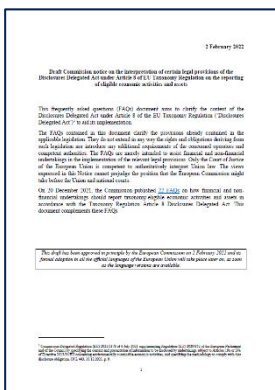 2 February 2022
Draft Commission notice on the interpretation of certain legal provisions of the
Disclosures Delegated Act under Article 8 of EU Taxonomy Regulation on the reporting
of eligible economic activities and assets
This frequently asked questions (FAQs) document aims to clarify the content of the
Disclosures Delegated Act under Article 8 of the EU Taxonomy Regulation ('Disclosures
Delegated Act')¹ to aid its implementation.
The FAQs contained in this document clarify the provisions already contained in the
applicable legislation. They do not extend in any way the rights and obligations deriving from
such legislation nor introduce any additional requirements for the concerned operators and
competent authorities. The FAQs are merely intended to assist financial and non-financial
undertakings in the implementation of the relevant legal provisions. Only the Court of Justice
of the European Union is competent to authoritatively interpret Union law. The views
expressed in this Notice cannot prejudge the position that the European Commission might
take before the Union and national courts.
On 20 December 2021, the Commission published 22 FAQs on how financial and non-
financial undertakings should report taxonomy eligible economic activities and assets in
accordance with the Taxonomy Regulation Article 8 Disclosures Delegated Act. This
document complements these FAQs.
This draft has been approved in principle by the European Commission on 2 February 2022 and its
formal adoption in all the official languages of the European Union will take place later on, as soon
as the language versions are available.